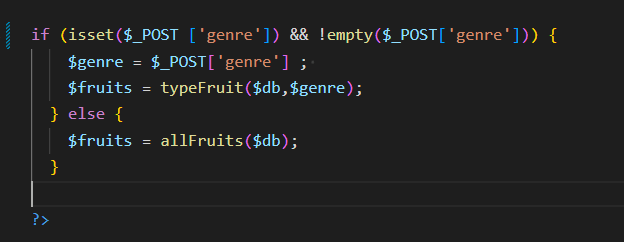 if (isset($_POST ['genre']) && !empty($_POST['genre'])) {
$genre = $_POST['genre'] ;
$fruits = typeFruit($db,$genre);
} else {
$fruits = allFruits($db);
}
?>